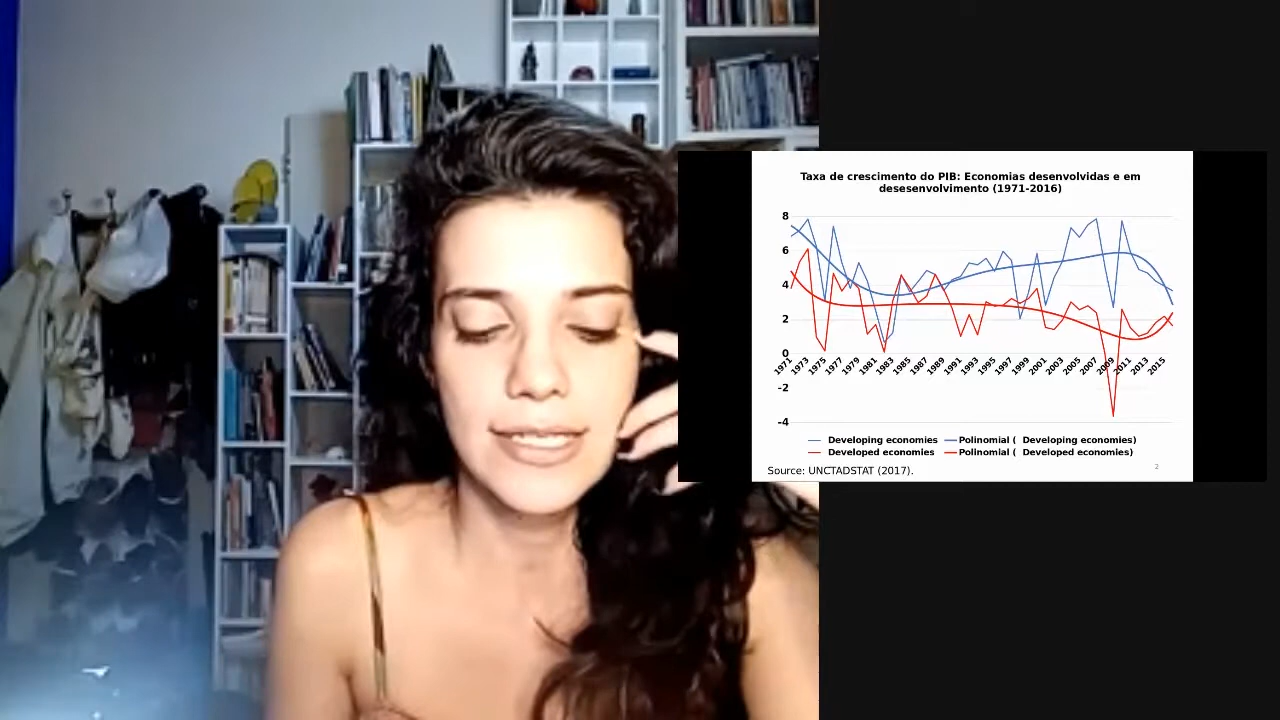 Taxa de crescimento do PIB: Economias desenvolvidas e em
desesenvolvimento (1971-2016)
8
6
4
2
0
-2
-4
1971 1973 1975 1977 1979 1981 1983 1985 1987 1989 1991 1993 1995 1997 1999 2001 2003 2005 2007 2009 2011 2013 2015
Developing economies Polinomial ( Developing economies)
Developed economies Polinomial ( Developed economies)
Source: UNCTADSTAT (2017).
2